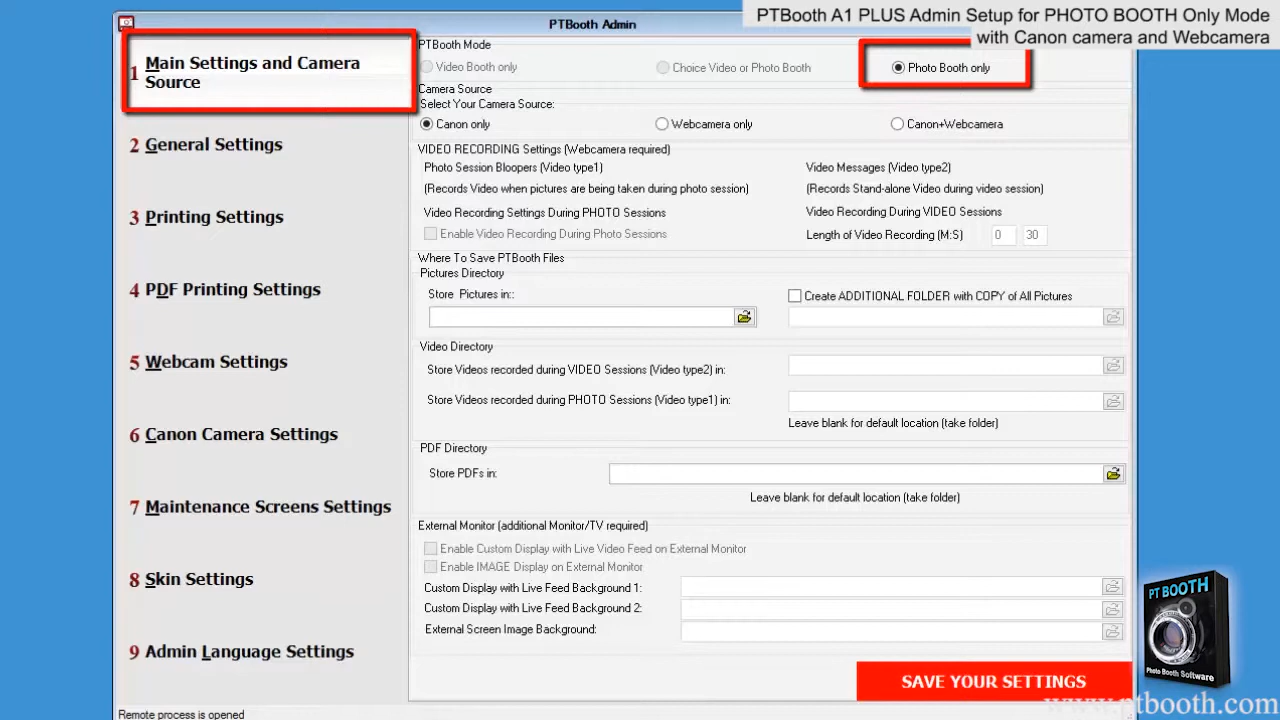 PTBooth Admin
PTBooth A1 PLUS Admin Setup for PHOTO BOOTH Only Mode
with Canon camera and Webcamera
1 Main Settings and Camera
Source
2 General Settings
3 Printing Settings
4 PDF Printing Settings
5 Webcam Settings
6 Canon Camera Settings
7 Maintenance Screens Settings
8 Skin Settings
9 Admin Language Settings
PTBooth Mode
Video Booth only
Choice Video or Photo Booth
Photo Booth only
Camera Source
Select Your Camera Source:
Canon only
Webcamera only
Canon+Webcamera
VIDEO RECORDING Settings (Webcamera required)
Photo Session Bloopers (Video type1)
(Records Video when pictures are being taken during photo session)
Video Recording Settings During PHOTO Sessions
Enable Video Recording During Photo Sessions
Video Messages (Video type2)
(Records Stand-alone Video during video session)
Video Recording During VIDEO Sessions
Length of Video Recording (M:S) 0 30
Where To Save PTBooth Files
Pictures Directory
Store Pictures in::
Create ADDITIONAL FOLDER with COPY of All Pictures
Video Directory
Store Videos recorded during VIDEO Sessions (Video type2) in:
Store Videos recorded during PHOTO Sessions (Video type1) in:
Leave blank for default location (take folder)
PDF Directory
Store PDFs in:
Leave blank for default location (take folder)
External Monitor (additional Monitor/TV required)
Enable Custom Display with Live Video Feed on External Monitor
Enable IMAGE Display on External Monitor
Custom Display with Live Feed Background 1:
Custom Display with Live Feed Background 2:
External Screen Image Background:
SAVE YOUR SETTINGS
PT BOOTH
Photo Booth Software
www.ptbooth.com
Remote process is opened